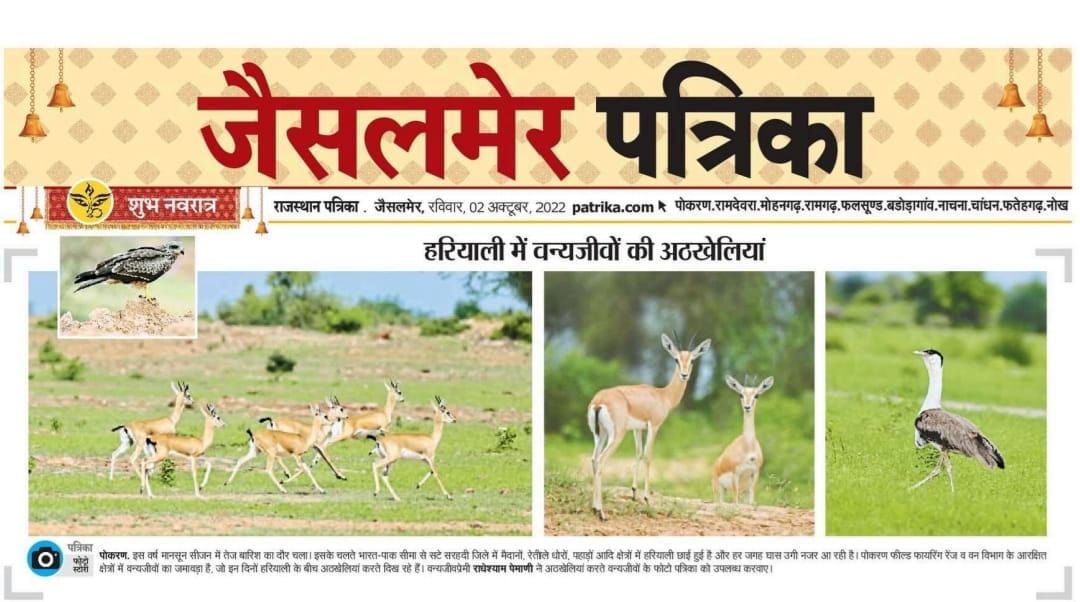 जैसलमेर पत्रिका
शुभ नवरात्र
राजस्थान पत्रिका . जैसलमेर, रविवार, 02 अक्टूबर, 2022 patrika.com पोकरण.रामदेवरा.मोहनगढ़.रामगढ़.फलसूण्ड.बडोड़ागांव.नाचना.चांधन.फतेहगढ़.नोख
हरियाली में वन्यजीवों की अठखेलियां
पत्रिका
फोटो
स्टोरी
पोकरण. इस वर्ष मानसून सीजन में तेज बारिश का दौर चला। इसके चलते भारत-पाक सीमा से सटे सरहदी जिले में मैदानों, रेतीले धोरों, पहाड़ों आदि क्षेत्रों में हरियाली छाई हुई है और हर जगह घास उगी नजर आ रही है। पोकरण फील्ड फायरिंग रेंज व वन विभाग के आरक्षित
क्षेत्रों में वन्यजीवों का जमावड़ा है, जो इन दिनों हरियाली के बीच अठखेलियां करते दिख रहे हैं। वन्यजीवप्रेमी राधेश्याम पेमाणी ने अठखेलियां करते वन्यजीवों के फोटो पत्रिका को उपलब्ध करवाए।